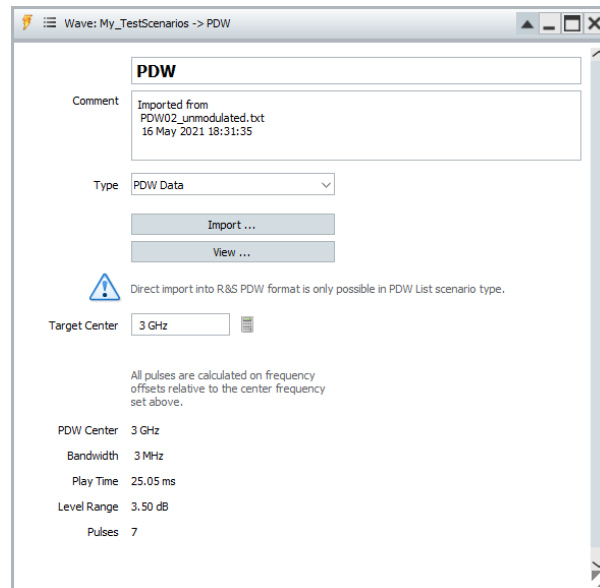 Wave: My_TestScenarios -> PDW
PDW
Comment
Imported from
PDW02_unmodulated.txt
16 May 2021 18:31:35
Type
PDW Data
Import ...
View ...
Direct import into R&S PDW format is only possible in PDW List scenario type.
Target Center
3 GHz
All pulses are calculated on frequency
offsets relative to the center frequency
set above.
PDW Center 3 GHz
Bandwidth 3 MHz
Play Time 25.05 ms
Level Range 3.50 dB
Pulses 7